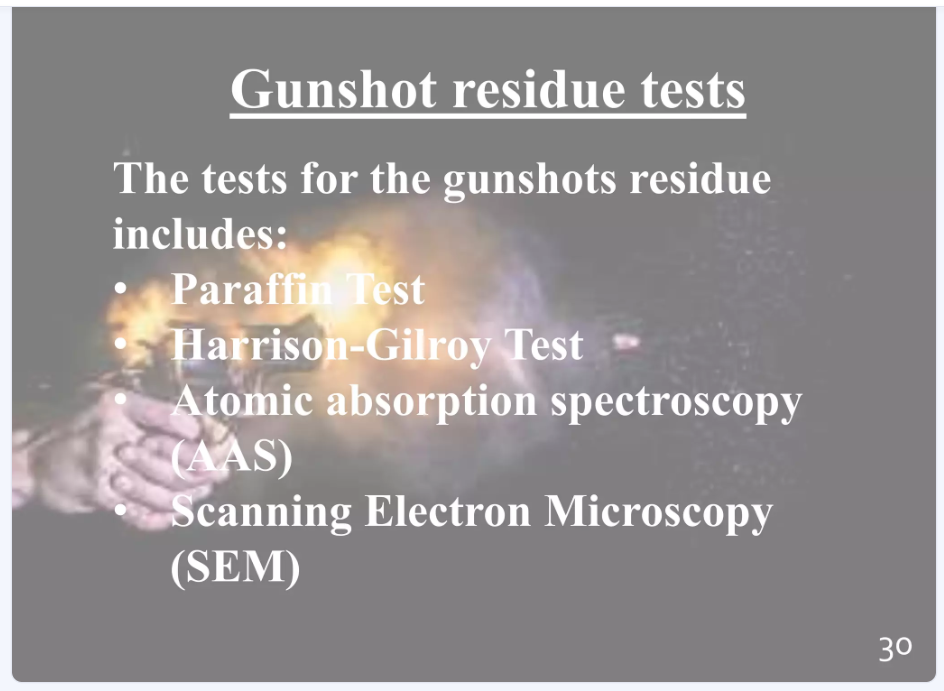 Gunshot residue tests
The tests for the gunshots residue
includes:
• Paraffin Test
• Harrison-Gilroy Test
• Atomic absorption spectroscopy
(AAS)
• Scanning Electron Microscopy
(SEM)
30